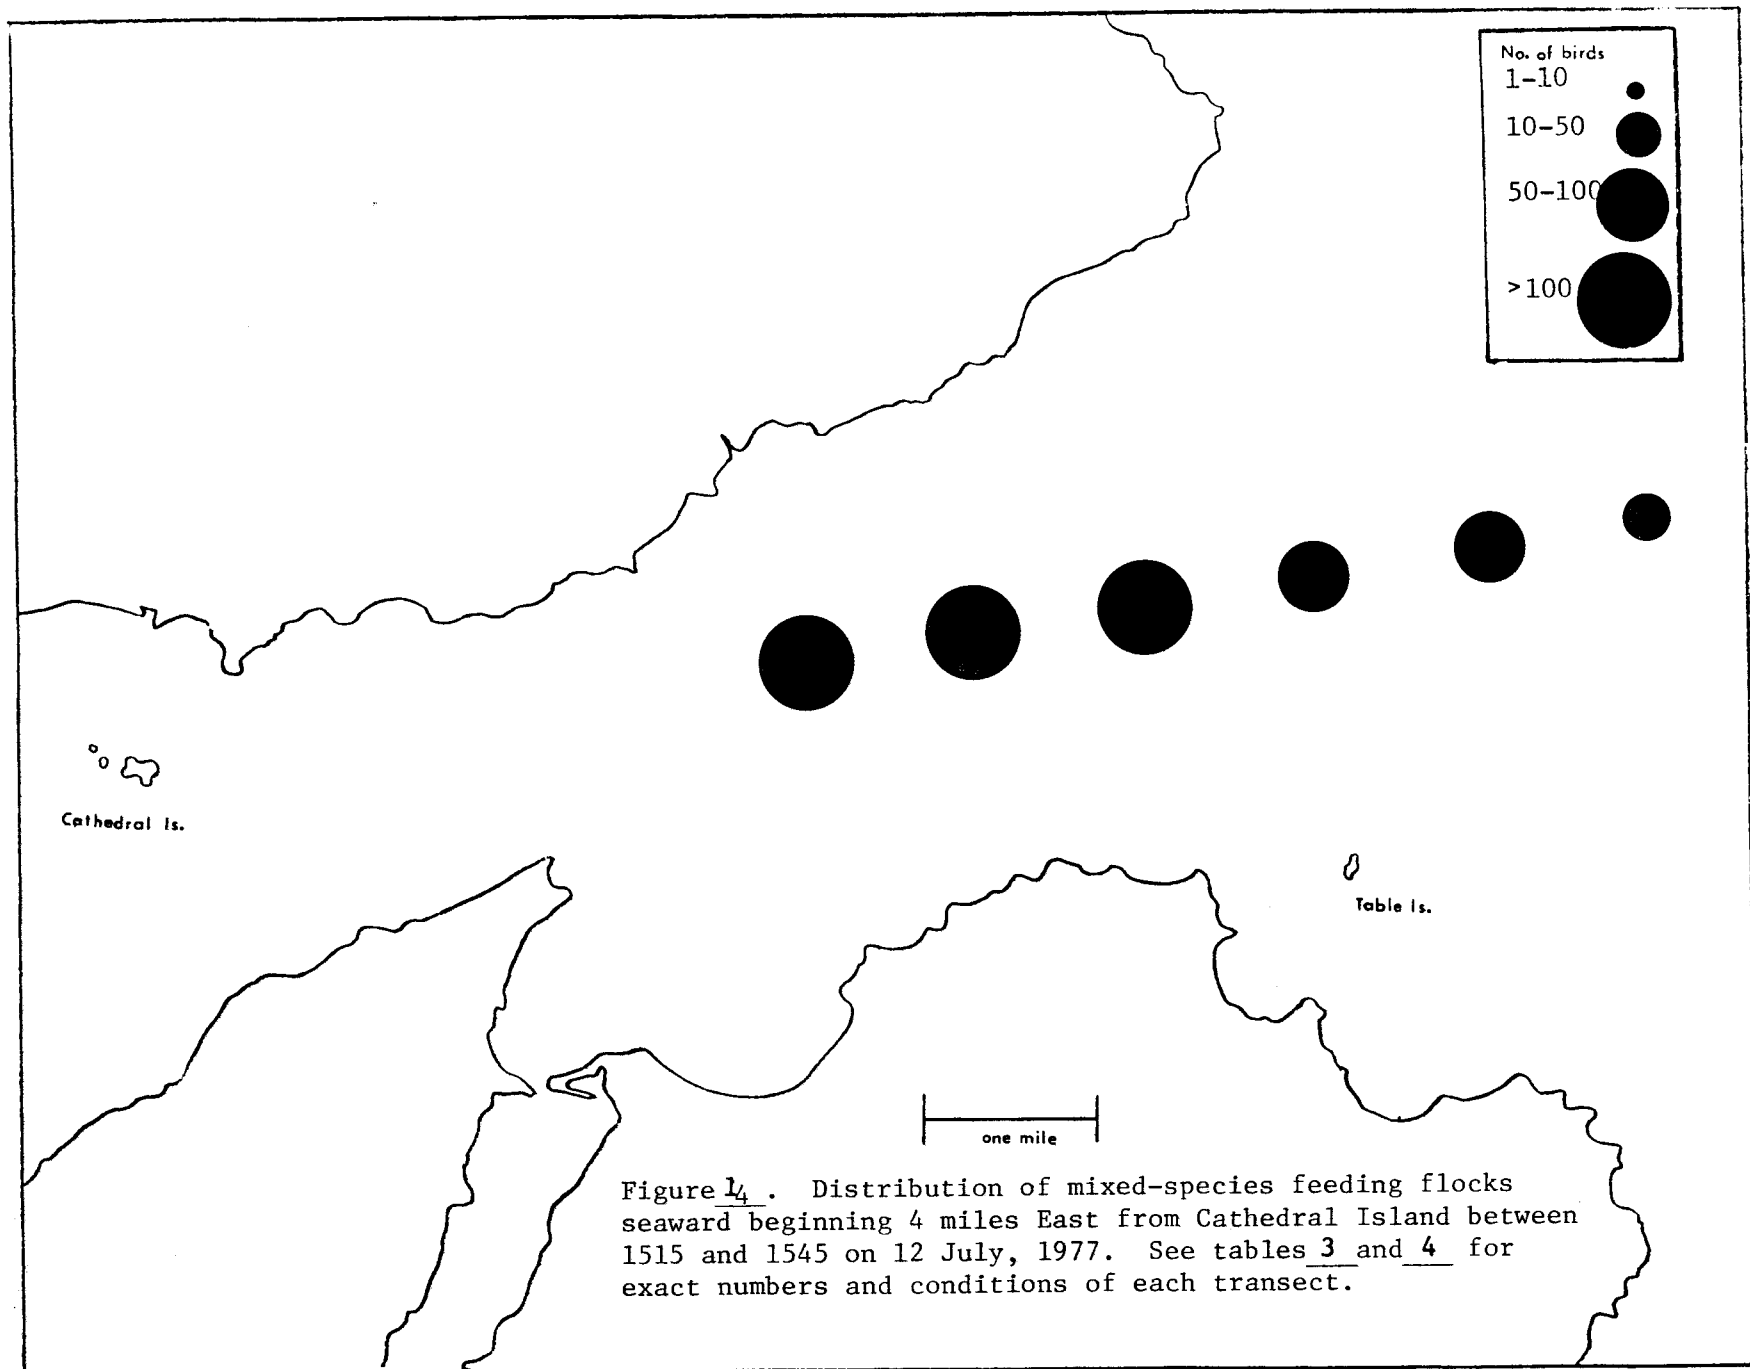 No. of birds
1-10
10-50
50-100
>100
Cathedral Is.
Table Is.
one mile
Figure 14 . Distribution of mixed-species feeding flocks
seaward beginning 4 miles East from Cathedral Island between
1515 and 1545 on 12 July, 1977. See tables 3 and 4 for
exact numbers and conditions of each transect.